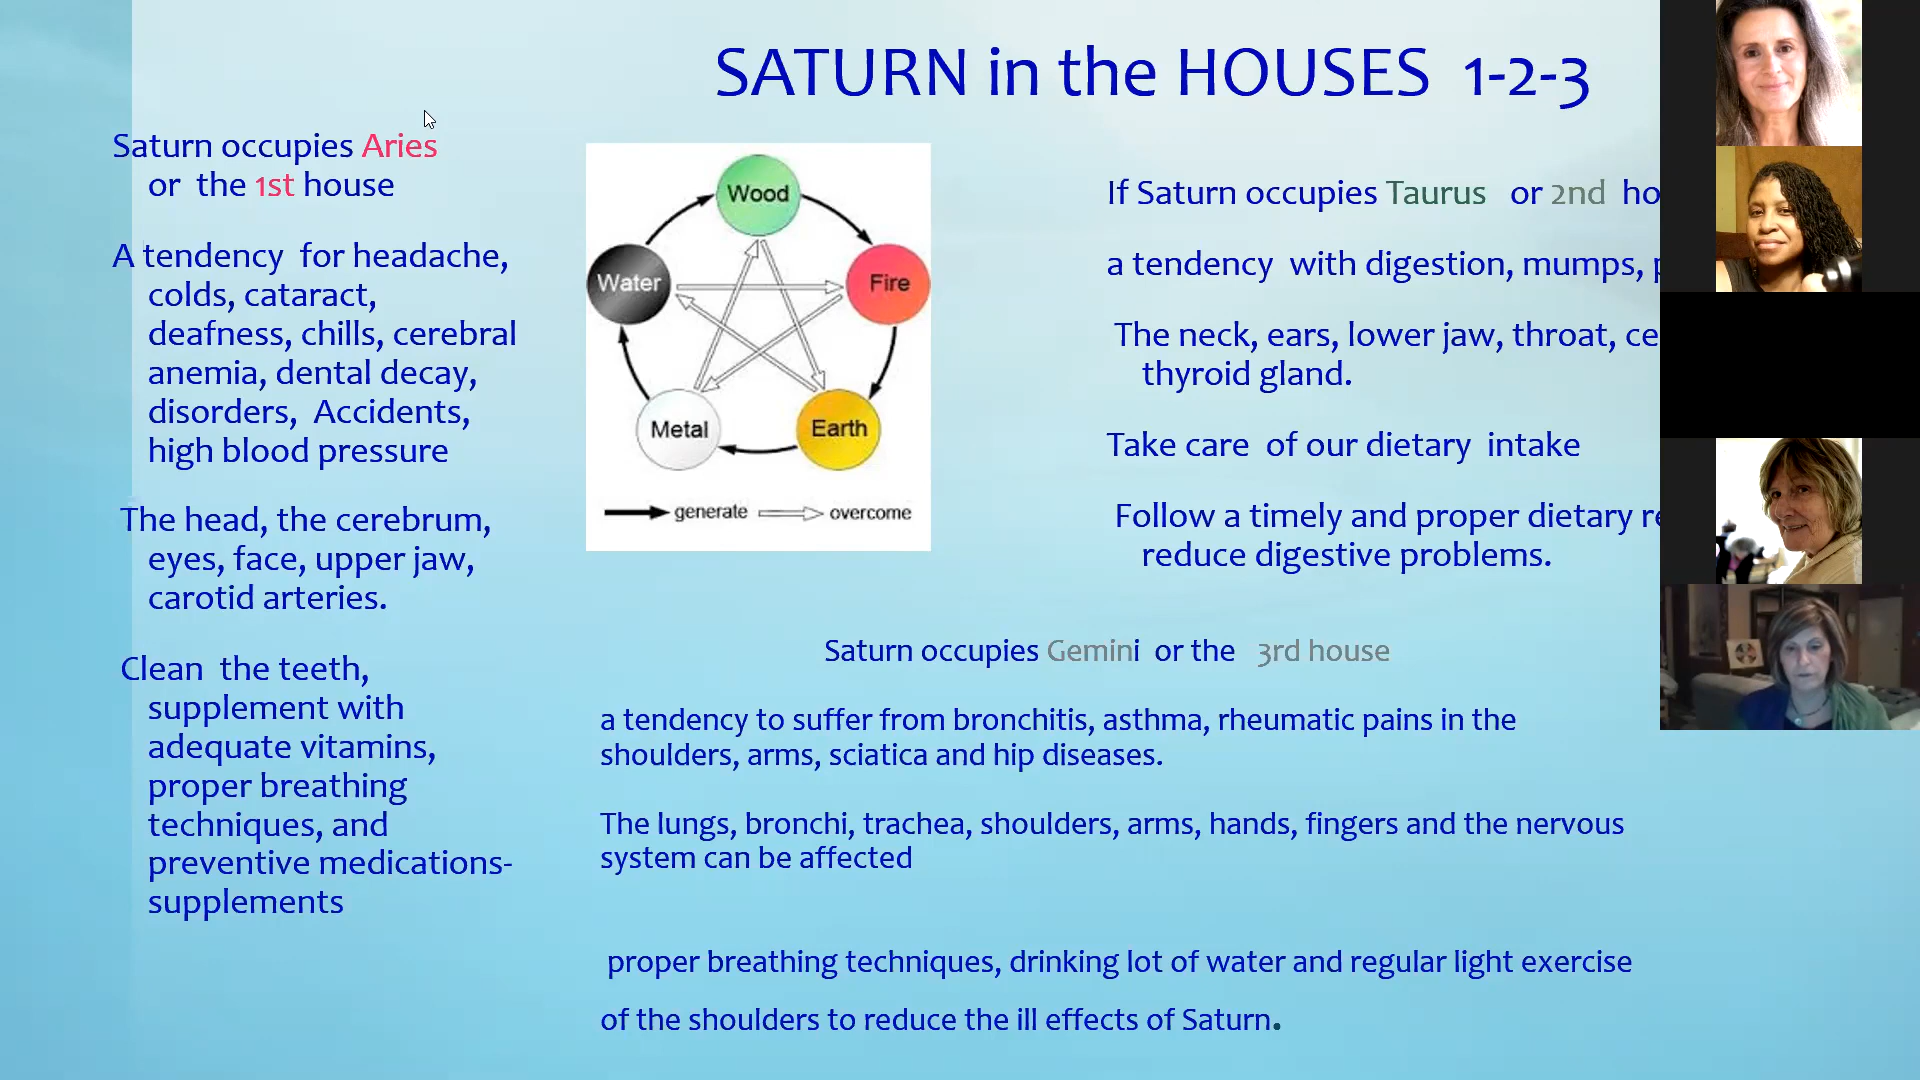 SATURN in the HOUSES 1-2-3
Saturn occupies Aries
or the 1st house
A tendency for headache,
colds, cataract,
deafness, chills, cerebral
anemia, dental decay,
disorders, Accidents,
high blood pressure
The head, the cerebrum,
eyes, face, upper jaw,
carotid arteries.
Clean the teeth,
supplement with
adequate vitamins,
proper breathing
techniques, and
preventive medications-
supplements
Wood
Water
Fire
Metal
Earth
generate
overcome
If Saturn occupies Taurus or 2nd
a tendency with digestion, mumps,
The neck, ears, lower jaw, throat,
thyroid gland.
Take care of our dietary intake
Follow a timely and proper dietary
reduce digestive problems.
Saturn occupies Gemini or the 3rd house
a tendency to suffer from bronchitis, asthma, rheumatic pains in the
shoulders, arms, sciatica and hip diseases.
The lungs, bronchi, trachea, shoulders, arms, hands, fingers and the nervous
system can be affected
proper breathing techniques, drinking lot of water and regular light exercise
of the shoulders to reduce the ill effects of Saturn.